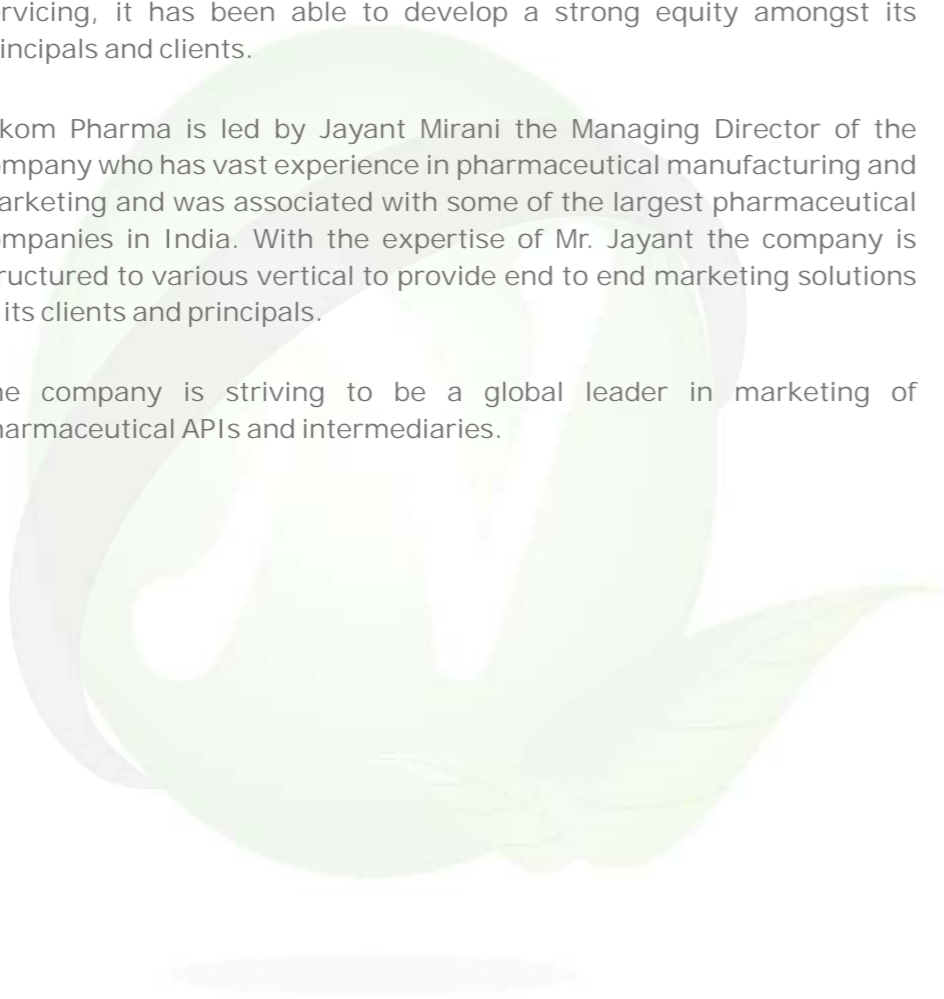 ervicing, it has been able to develop a strong equity amongst its
incipals and clients.
kom Pharma is led by Jayant Mirani the Managing Director of the
ompany who has vast experience in pharmaceutical manufacturing and
arketing and was associated with some of the largest pharmaceutical
ompanies in India. With the expertise of Mr. Jayant the company is
ructured to various vertical to provide end to end marketing solutions
its clients and principals.
he company is striving to be a global leader in marketing of
harmaceutical APIs and intermediaries.